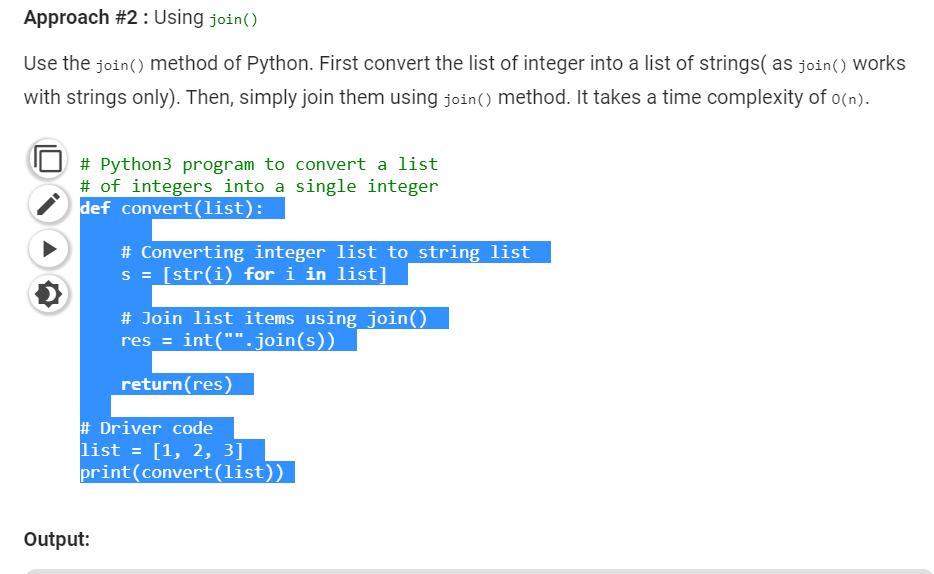 Approach #2 : Using join()
Use the join() method of Python. First convert the list of integer into a list of strings( as join() works
with strings only). Then, simply join them using join() method. It takes a time complexity of O(n).
# Python3 program to convert a list
# of integers into a single integer
def convert(list):
# Converting integer list to string list
s = [str(i) for i in list]
# Join list items using join()
res = int("".join(s))
return(res)
# Driver code
list = [1, 2, 3]
print(convert(list))
Output: